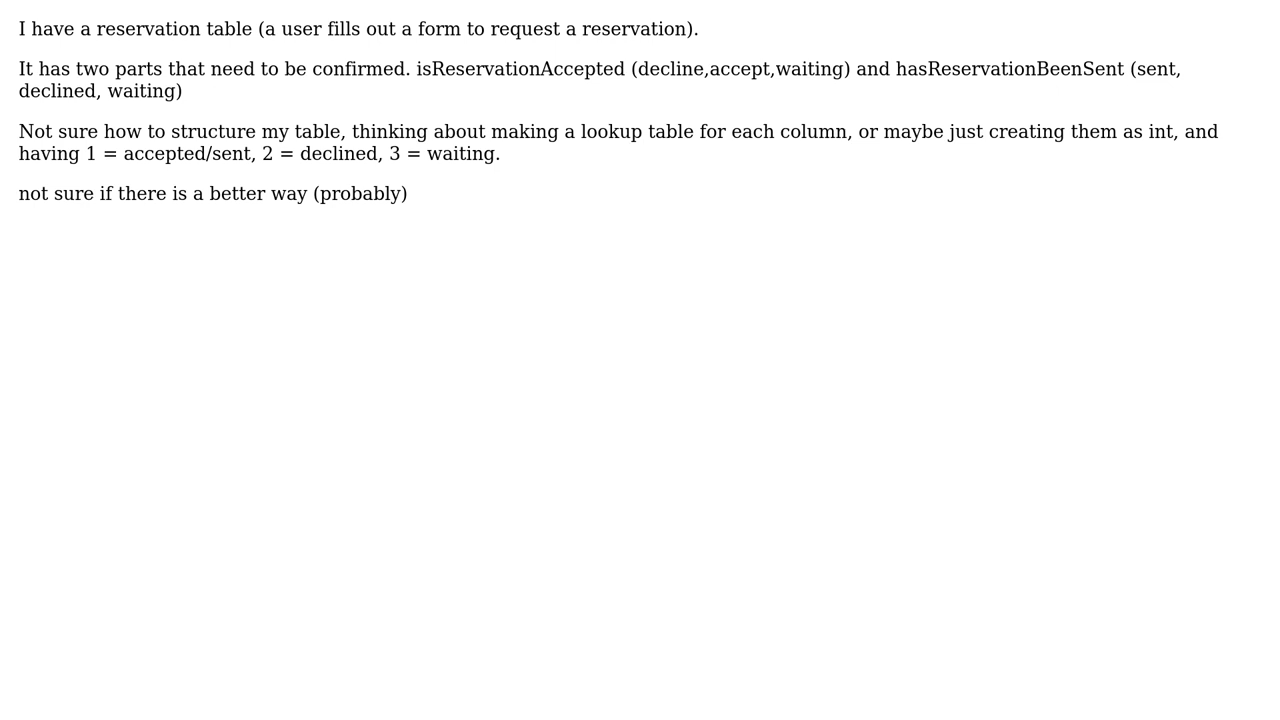 I have a reservation table (a user fills out a form to request a reservation).
It has two parts that need to be confirmed. isReservationAccepted (decline,accept,waiting) and hasReservationBeenSent (sent,
declined, waiting)
Not sure how to structure my table, thinking about making a lookup table for each column, or maybe just creating them as int, and
having 1 = accepted/sent, 2 = declined, 3 = waiting.
not sure if there is a better way (probably)